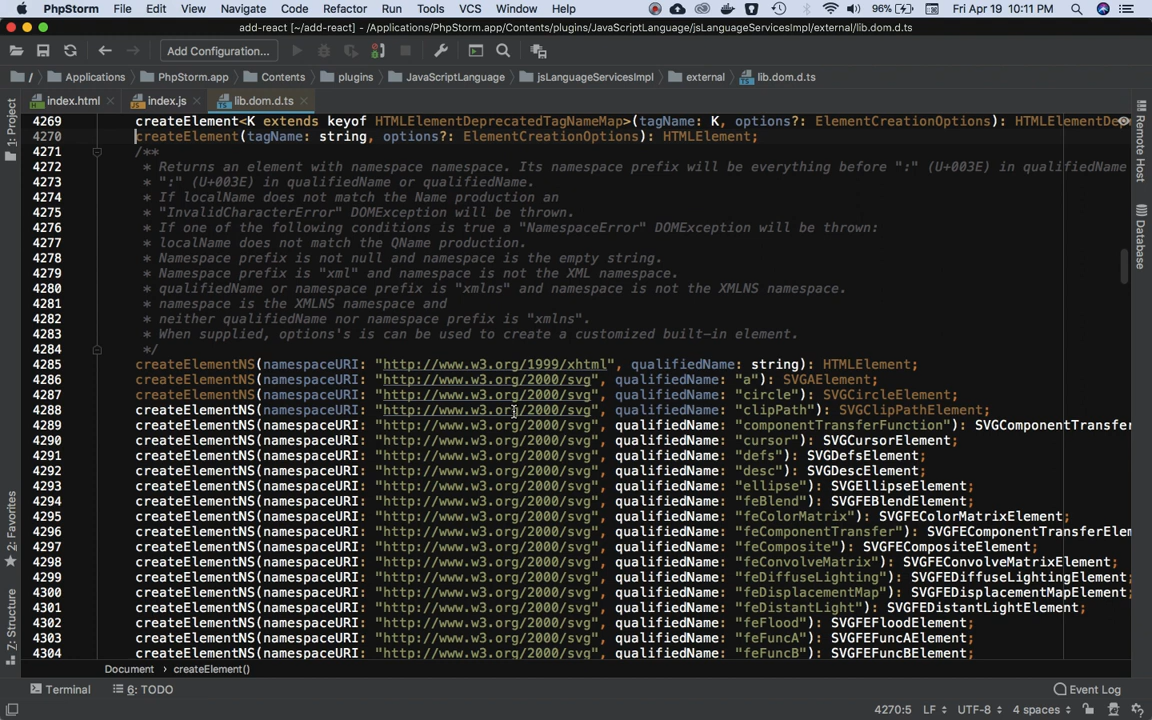 PhpStorm File Edit View Navigate Code Refactor Run Tools VCS Window Help 96% Fri Apr 19 10:11 PM
add-react [~/add-react] - /Applications/PhpStorm.app/Contents/plugins/JavaScriptLanguage/jsLanguageServicesImpl/external/lib.dom.d.ts
Add Configuration...
/ Applications PhpStorm.app Contents plugins JavaScriptLanguage jsLanguageServicesImpl external lib.dom.d.ts
index.html index.js lib.dom.d.ts
1: Project
2: Favorites
Z: Structure
Remote Host
Database
4269 createElement<K extends keyof HTMLElementDeprecatedTagNameMap>(tagName: K, options?: ElementCreationOptions): HTMLElementDep
4270 createElement(tagName: string, options?: ElementCreationOptions): HTMLElement;
4271 /**
4272 * Returns an element with namespace namespace. Its namespace prefix will be everything before ":" (U+003E) in qualifiedName
4273 * ":" (U+003E) in qualifiedName or qualifiedName.
4274 * If localName does not match the Name production an
4275 * "InvalidCharacterError" DOMException will be thrown.
4276 * If one of the following conditions is true a "NamespaceError" DOMException will be thrown:
4277 * localName does not match the QName production.
4278 * Namespace prefix is not null and namespace is the empty string.
4279 * Namespace prefix is "xml" and namespace is not the XML namespace.
4280 * qualifiedName or namespace prefix is "xmlns" and namespace is not the XMLNS namespace.
4281 * namespace is the XMLNS namespace and
4282 * neither qualifiedName nor namespace prefix is "xmlns".
4283 * When supplied, options's is can be used to create a customized built-in element.
4284 */
4285 createElementNS(namespaceURI: "http://www.w3.org/1999/xhtml", qualifiedName: string): HTMLElement;
4286 createElementNS(namespaceURI: "http://www.w3.org/2000/svg", qualifiedName: "a"): SVGAElement;
4287 createElementNS(namespaceURI: "http://www.w3.org/2000/svg", qualifiedName: "circle"): SVGCircleElement;
4288 createElementNS(namespaceURI: "http://www.w3.org/2000/svg", qualifiedName: "clipPath"): SVGClipPathElement;
4289 createElementNS(namespaceURI: "http://www.w3.org/2000/svg", qualifiedName: "componentTransferFunction"): SVGComponentTransfer
4290 createElementNS(namespaceURI: "http://www.w3.org/2000/svg", qualifiedName: "cursor"): SVGCursorElement;
4291 createElementNS(namespaceURI: "http://www.w3.org/2000/svg", qualifiedName: "defs"): SVGDefsElement;
4292 createElementNS(namespaceURI: "http://www.w3.org/2000/svg", qualifiedName: "desc"): SVGDescElement;
4293 createElementNS(namespaceURI: "http://www.w3.org/2000/svg", qualifiedName: "ellipse"): SVGEllipseElement;
4294 createElementNS(namespaceURI: "http://www.w3.org/2000/svg", qualifiedName: "feBlend"): SVGFEBlendElement;
4295 createElementNS(namespaceURI: "http://www.w3.org/2000/svg", qualifiedName: "feColorMatrix"): SVGFEColorMatrixElement;
4296 createElementNS(namespaceURI: "http://www.w3.org/2000/svg", qualifiedName: "feComponentTransfer"): SVGFEComponentTransferElem
4297 createElementNS(namespaceURI: "http://www.w3.org/2000/svg", qualifiedName: "feComposite"): SVGFECompositeElement;
4298 createElementNS(namespaceURI: "http://www.w3.org/2000/svg", qualifiedName: "feConvolveMatrix"): SVGFEConvolveMatrixElement;
4299 createElementNS(namespaceURI: "http://www.w3.org/2000/svg", qualifiedName: "feDiffuseLighting"): SVGFEDiffuseLightingElement;
4300 createElementNS(namespaceURI: "http://www.w3.org/2000/svg", qualifiedName: "feDisplacementMap"): SVGFEDisplacementMapElement;
4301 createElementNS(namespaceURI: "http://www.w3.org/2000/svg", qualifiedName: "feDistantLight"): SVGFEDistantLightElement;
4302 createElementNS(namespaceURI: "http://www.w3.org/2000/svg", qualifiedName: "feFlood"): SVGFEFloodElement;
4303 createElementNS(namespaceURI: "http://www.w3.org/2000/svg", qualifiedName: "feFuncA"): SVGFEFuncAElement;
4304 createElementNS(namespaceURI: "http://www.w3.org/2000/svg", qualifiedName: "feFuncB"): SVGFEFuncBElement;
Document › createElement()
Terminal 6: TODO Event Log
4270:5 LF UTF-8 4 spaces